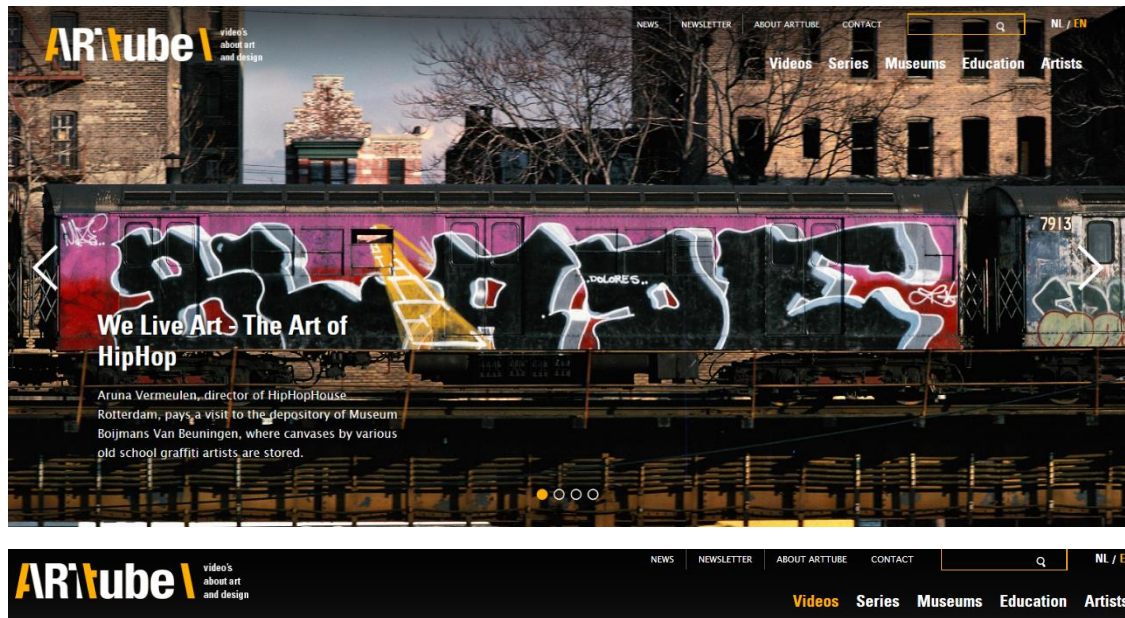 ARTtube
video's
about art
and design
NEWS NEWSLETTER ABOUT ARTTUBE CONTACT NL / EN
Videos Series Museums Education Artists
7913
.DOLORES..
We Live Art - The Art of
HipHop
Aruna Vermeulen, director of HipHopHouse
Rotterdam, pays a visit to the depository of Museum
Boijmans Van Beuningen, where canvases by various
old school graffiti artists are stored.
ARTtube
video's
about art
and design
NEWS NEWSLETTER ABOUT ARTTUBE CONTACT NL / E
Videos Series Museums Education Artists